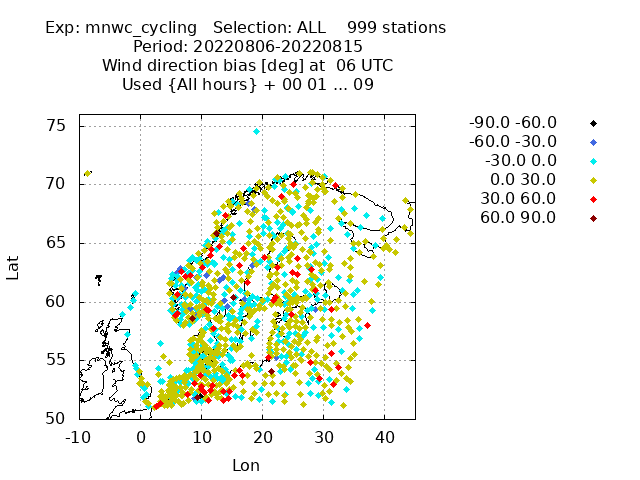 Exp: mnwc_cycling   Selection: ALL    999 stations
Period: 20220806-20220815
Wind direction bias [deg] at  06 UTC
Used {All hours} + 00 01 ... 09
-90.0 -60.0
-60.0 -30.0
-30.0 0.0
0.0 30.0
30.0 60.0
60.0 90.0
75
70
65
60
55
50
Lat
-10 0 10 20 30 40
Lon